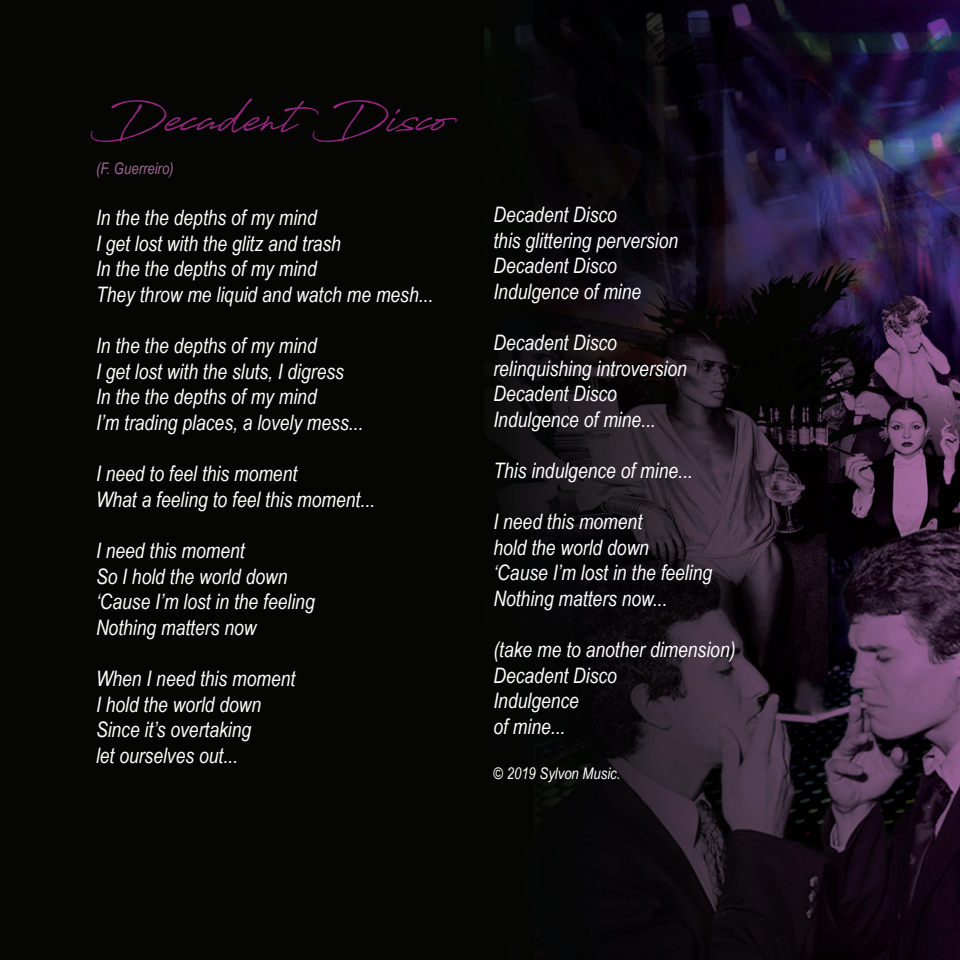 Decadent Disco
(F. Guerreiro)
In the the depths of my mind
I get lost with the glitz and trash
In the the depths of my mind
They throw me liquid and watch me mesh...
In the the depths of my mind
I get lost with the sluts, I digress
In the the depths of my mind
I'm trading places, a lovely mess...
I need to feel this moment
What a feeling to feel this moment...
I need this moment
So I hold the world down
‘Cause I'm lost in the feeling
Nothing matters now
When I need this moment
I hold the world down
Since it's overtaking
let ourselves out...
Decadent Disco
this glittering perversion
Decadent Disco
Indulgence of mine
Decadent Disco
relinquishing introversion
Decadent Disco
Indulgence of mine...
This indulgence of mine...
I need this moment
hold the world down
‘Cause I'm lost in the feeling
Nothing matters now...
(take me to another dimension)
Decadent Disco
Indulgence
of mine...
© 2019 Sylvon Music.